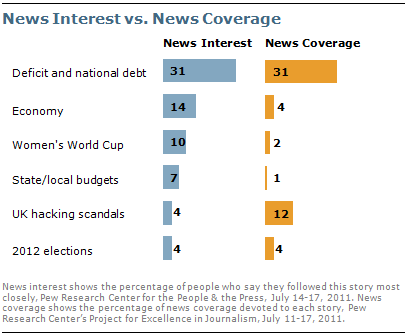 News Interest vs. News Coverage
News Interest News Coverage
Deficit and national debt 31 31
Economy 14 4
Women's World Cup 10 2
State/local budgets 7 1
UK hacking scandals 4 12
2012 elections 4 4
News interest shows the percentage of people who say they followed this story most
closely, Pew Research Center for the People & the Press, July 14-17, 2011. News
coverage shows the percentage of news coverage devoted to each story, Pew
Research Center's Project for Excellence in Journalism, July 11-17, 2011.